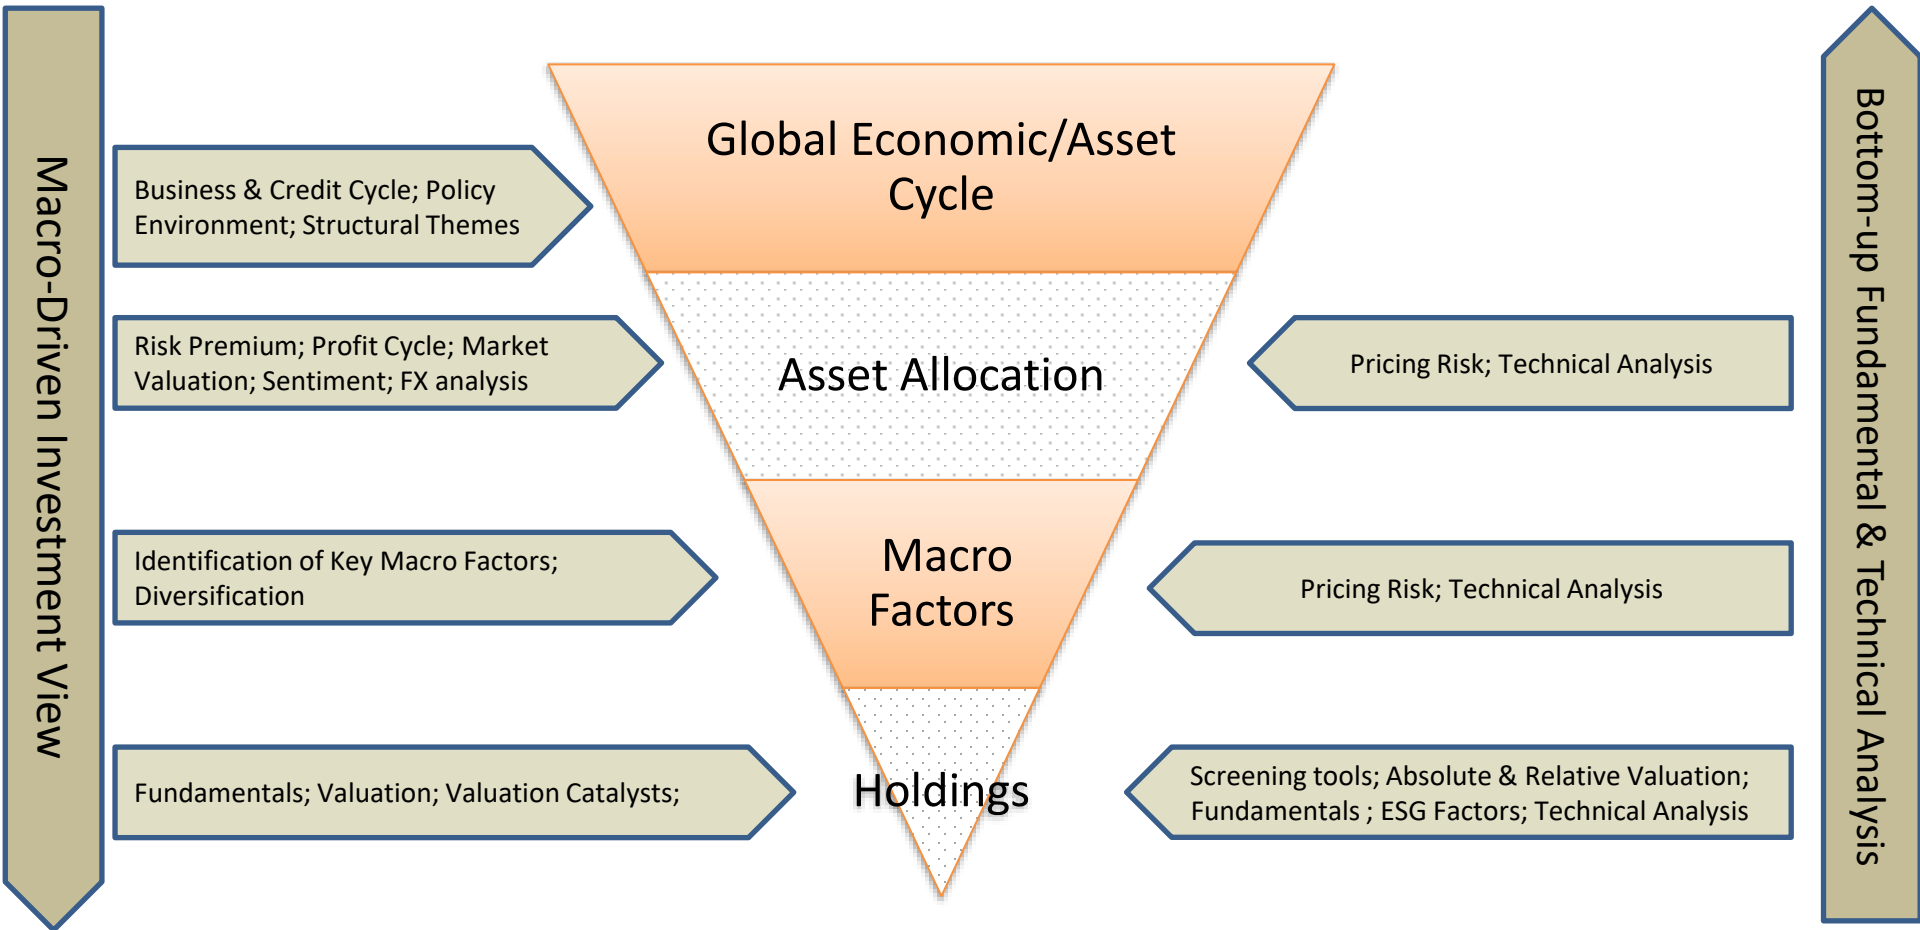 Macro-Driven Investment View
Business & Credit Cycle; Policy
Environment; Structural Themes
Risk Premium; Profit Cycle; Market
Valuation; Sentiment; FX analysis
Identification of Key Macro Factors;
Diversification
Fundamentals; Valuation; Valuation Catalysts;
Global Economic/Asset
Cycle
Asset Allocation
Macro
Factors
Holdings
Pricing Risk; Technical Analysis
Pricing Risk; Technical Analysis
Screening tools; Absolute & Relative Valuation;
Fundamentals ; ESG Factors; Technical Analysis
Bottom-up Fundamental & Technical Analysis